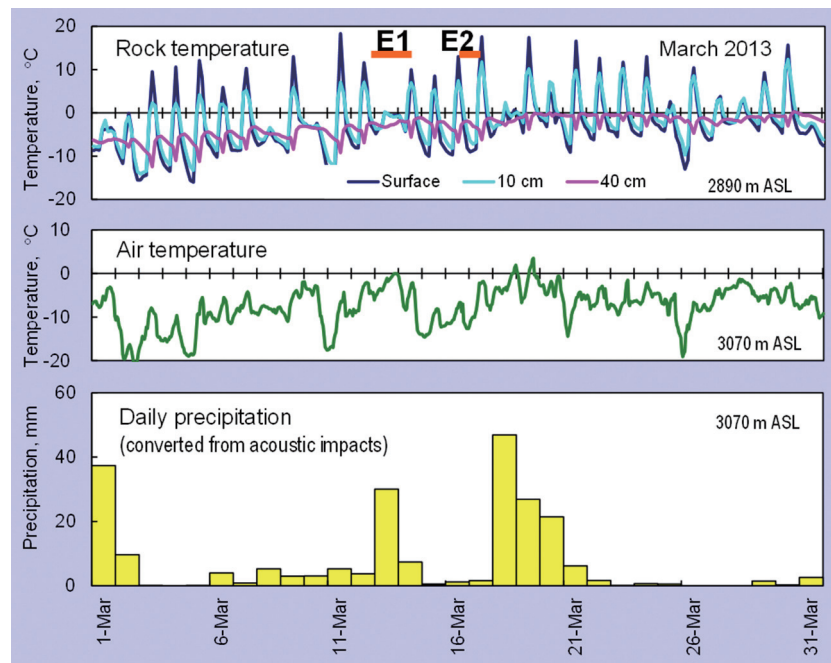 E1 E2
Rock temperature
March 2013
Temperature, °C
20
10
0
-10
-20
Surface 10 cm 40 cm
2890 m ASL
Air temperature
Temperature, °C
10
0
-10
-20
3070 m ASL
Daily precipitation
(converted from acoustic impacts)
3070 m ASL
Precipitation, mm
60
40
20
0
1-Mar 6-Mar 11-Mar 16-Mar 21-Mar 26-Mar 31-Mar